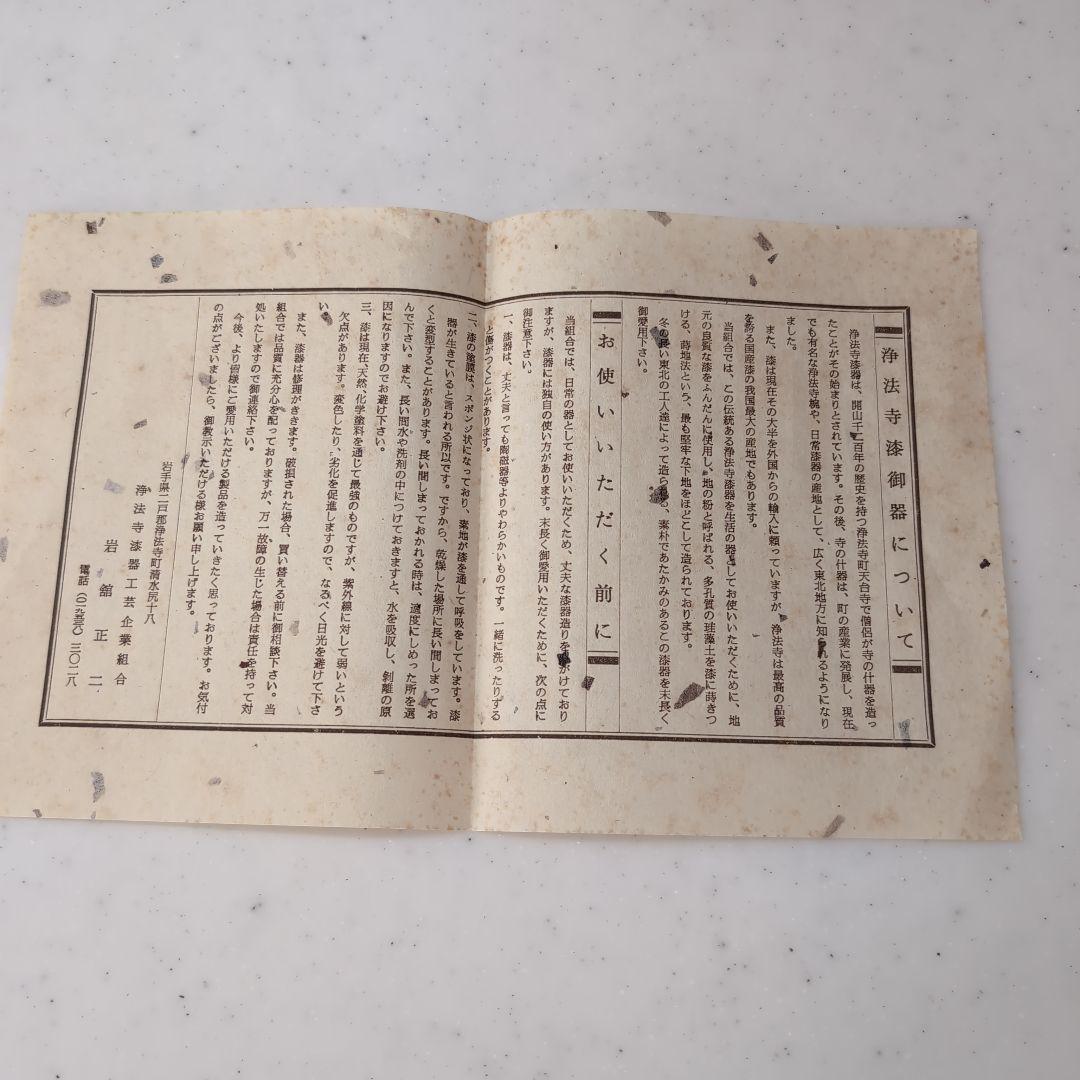 浄法寺漆御器について
浄法寺漆器は、開山千二百年の歴史を持つ浄法寺町天台寺で僧侶が寺の什器を造っ
たことがその始まりとされています。その後、寺の什器は、町の産業に発展し、現在
でも有名な浄法寺椀や、日常漆器の産地として、広く東北地方に知られるようになり
ました。
また、漆は現在その大半を外国からの輸入に頼っていますが、浄法寺は最高の品質
を誇る国産漆の我国最大の産地でもあります。
当組合では、この伝統ある浄法寺漆器を生活の器としてお使いいただくために、地
元の良質な漆をふんだんに使用し、地の粉と呼ばれる、多孔質の珪藻土を漆に蒔きつ
ける、蒔地法という、最も堅牢な下地をほどこして造られております。
冬の長い東北の工人達によって造られる、素朴であたかみのあるこの漆器を末長く
御愛用下さい。
お使いいただく前に
当組合では、日常の器としてお使いいただくため、丈夫な漆器造りを心がけており
ますが、漆器には独自の使い方があります。末長く御愛用いただくために、次の点に
御注意下さい。
一、漆器は、丈夫と言っても陶磁器等よりやわらかいものです。一緒に洗ったりする
と傷がつくことがあります。
二、漆の塗膜は、スポンジ状になっており、素地が漆を通して呼吸をしています。漆
器が生きていると言われる所以です。ですから、乾燥した場所に長い間しまってお
くと変型することがあります。長い間しまっておかれる時は、適度にしめった所を選
んで下さい。また、長い間水や洗剤の中につけておきますと、水を吸収し、剝離の原
因になりますのでお避け下さい。
三、漆は現在、天然、化学塗料を通じて最強のものですが、紫外線に対して弱いという
欠点があります。変色したり、劣化を促進しますので、なるべく日光を避けて下さ
い。
また、漆器は修理がききます。破損された場合、買い替える前に御相談下さい。当
組合では品質に充分心を配っておりますが、万一、故障の生じた場合は責任を持って対
処いたしますので御連絡下さい。
今後、より皆様にご愛用いただける製品を造っていきたく思っております。お気付
の点がございましたら、御教示いただける様お願い申し上げます。
岩手県二戸郡浄法寺町清水尻十八
浄法寺漆器工芸企業組合
岩舘正二
電話(〇一九五三八)三〇二八